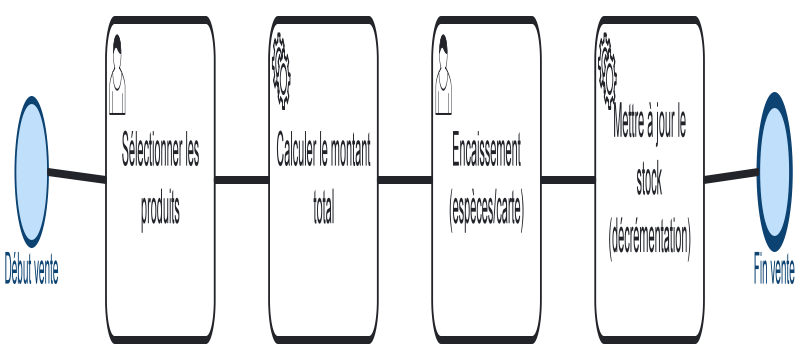 Début vente
Sélectionner les
produits
Calculer le montant
total
Encaissement
(espèces/carte)
Mettre à jour le
stock
(décrémentation)
Fin vente